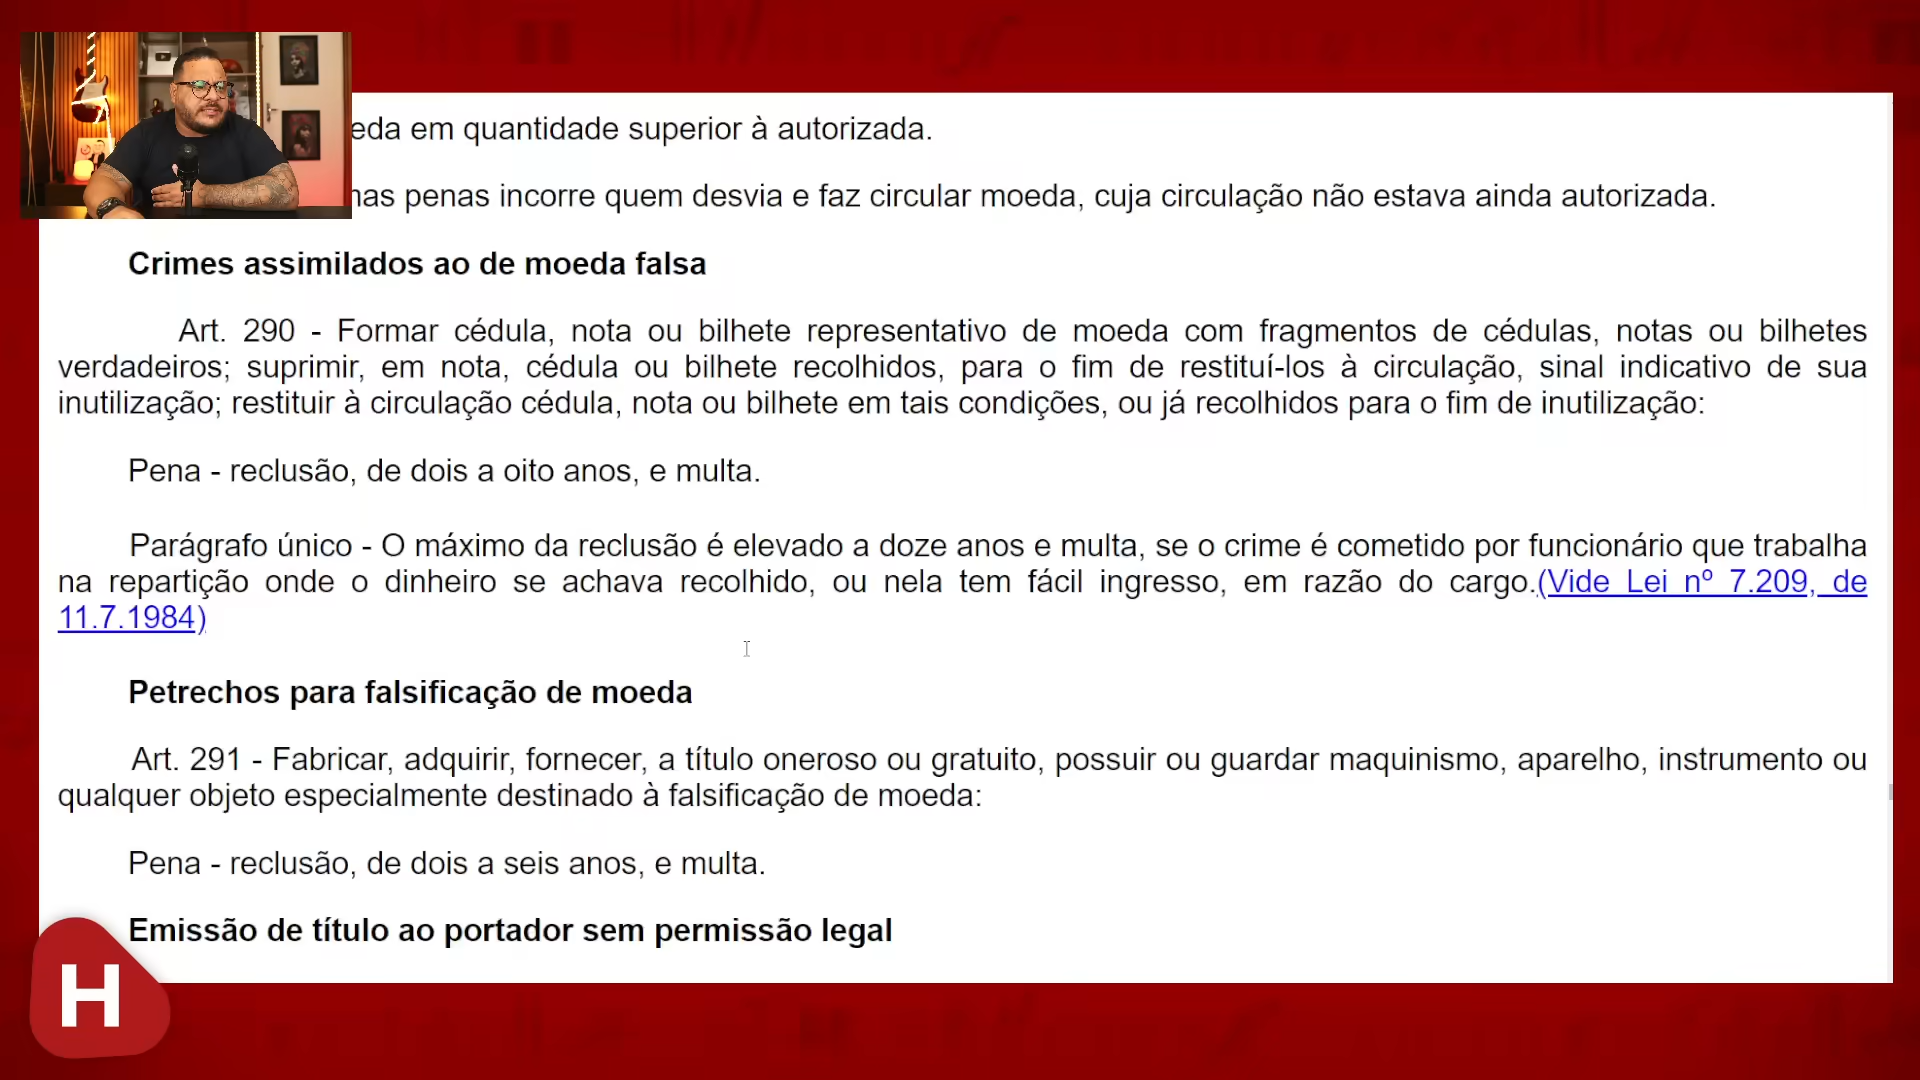 eda em quantidade superior à autorizada.
nas penas incorre quem desvia e faz circular moeda, cuja circulação não estava ainda autorizada.
Crimes assimilados ao de moeda falsa
Art. 290 - Formar cédula, nota ou bilhete representativo de moeda com fragmentos de cédulas, notas ou bilhetes
verdadeiros; suprimir, em nota, cédula ou bilhete recolhidos, para o fim de restituí-los à circulação, sinal indicativo de sua
inutilização; restituir à circulação cédula, nota ou bilhete em tais condições, ou já recolhidos para o fim de inutilização:
Pena - reclusão, de dois a oito anos, e multa.
Parágrafo único - O máximo da reclusão é elevado a doze anos e multa, se o crime é cometido por funcionário que trabalha
na repartição onde o dinheiro se achava recolhido, ou nela tem fácil ingresso, em razão do cargo.(Vide Lei nº 7.209, de
11.7.1984)
Petrechos para falsificação de moeda
Art. 291 - Fabricar, adquirir, fornecer, a título oneroso ou gratuito, possuir ou guardar maquinismo, aparelho, instrumento ou
qualquer objeto especialmente destinado à falsificação de moeda:
Pena - reclusão, de dois a seis anos, e multa.
Emissão de título ao portador sem permissão legal
H